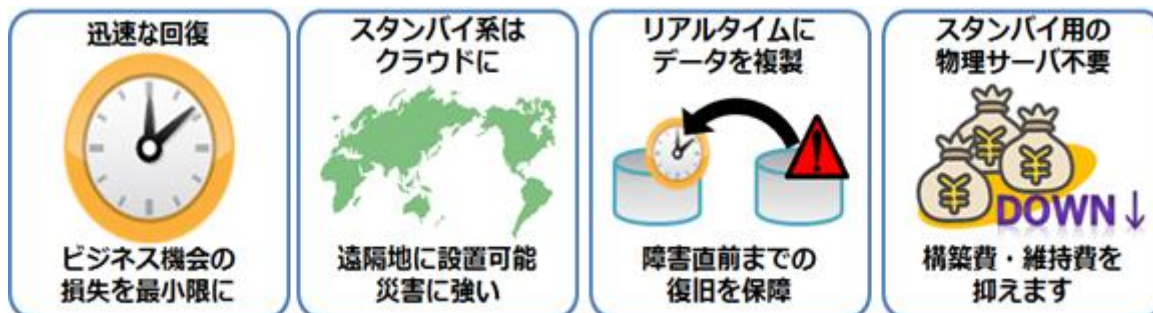 迅速な回復
ビジネス機会の
損失を最小限に
スタンバイ系は
クラウドに
遠隔地に設置可能
災害に強い
リアルタイムに
データを複製
!
障害直前までの
復旧を保障
スタンバイ用の
物理サーバ不要
¥
¥
¥
DOWN↓
構築費・維持費を
抑えます